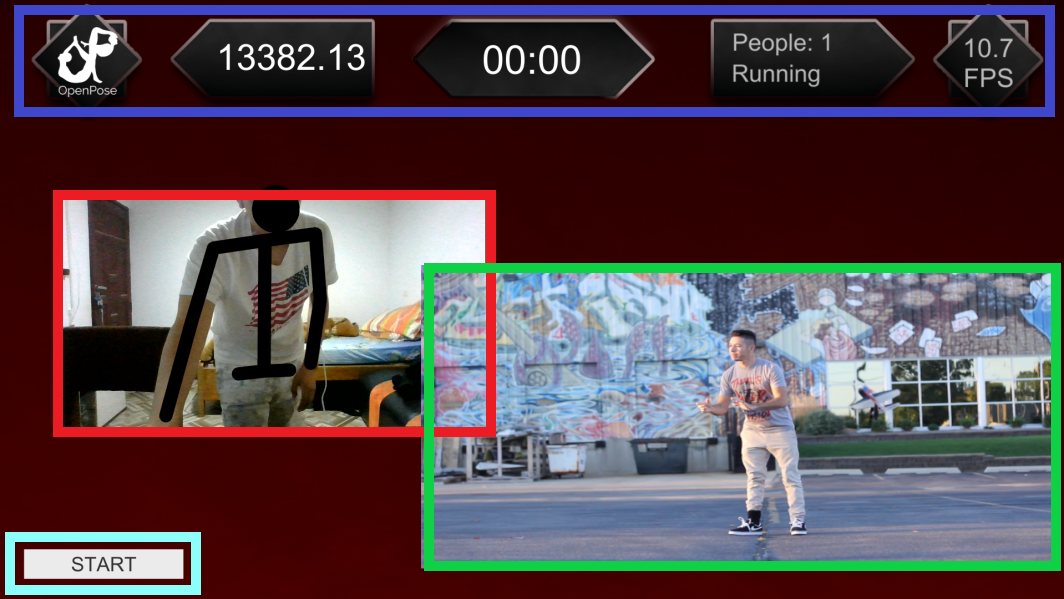 OpenPose
13382.13
00:00
People: 1
Running
10.7
FPS
START